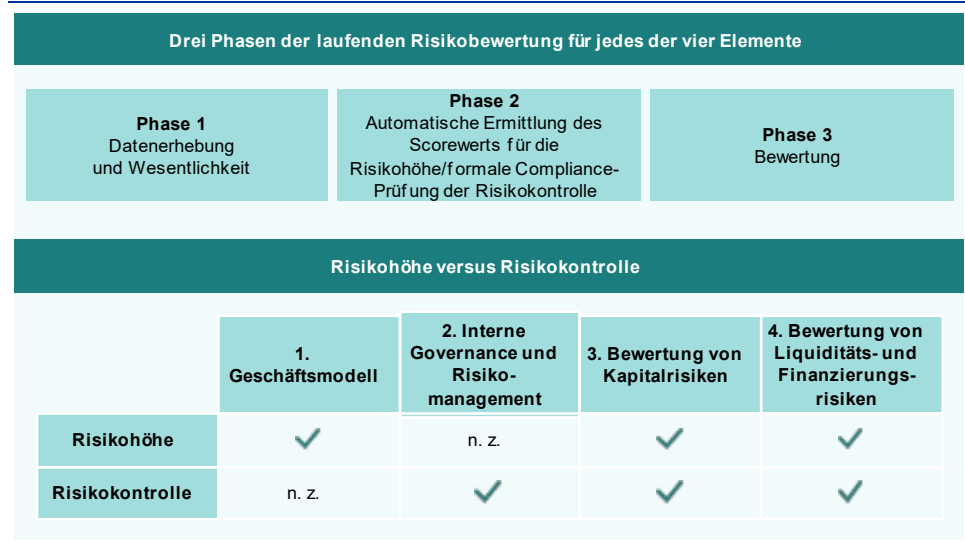 Drei Phasen der laufenden Risikobewertung für jedes der vier Elemente
Phase 1
Datenerhebung
und Wesentlichkeit
Phase 2
Automatische Ermittlung des
Scorewerts für die
Risikohöhe/formale Compliance-
Prüfung der Risikokontrolle
Phase 3
Bewertung
Risikohöhe versus Risikokontrolle
1.
Geschäftsmodell
2. Interne
Governance und
Risiko-
management
3. Bewertung von
Kapitalrisiken
4. Bewertung von
Liquiditäts- und
Finanzierungs-
risiken
Risikohöhe
n. z.
Risikokontrolle
n. z.